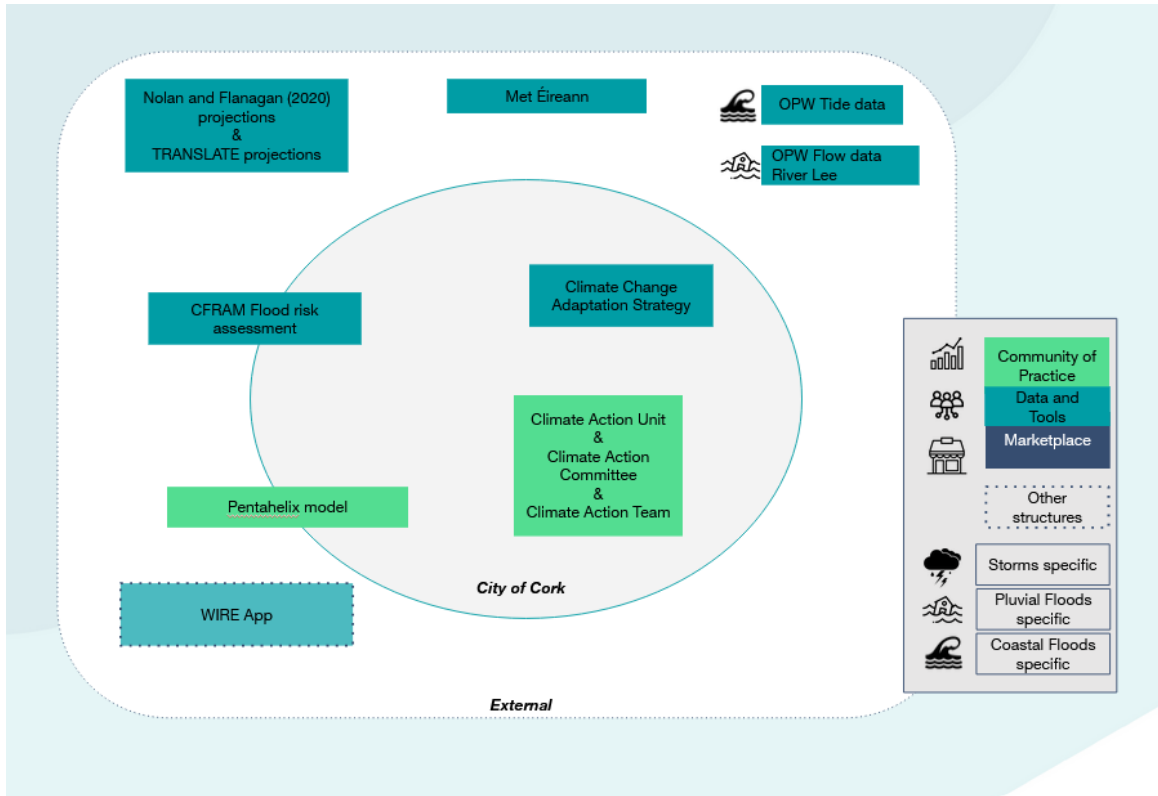 Nolan and Flanagan (2020)
projections
&
TRANSLATE projections
Met Éireann
OPW Tide data
OPW Flow data
River Lee
CFRAM Flood risk
assessment
Climate Change
Adaptation Strategy
Climate Action Unit
&
Climate Action
Committee
&
Climate Action Team
Pentahelix model
City of Cork
WIRE App
External
Community of
Practice
Data and
Tools
Marketplace
Other
structures
Storms specific
Pluvial Floods
specific
Coastal Floods
specific